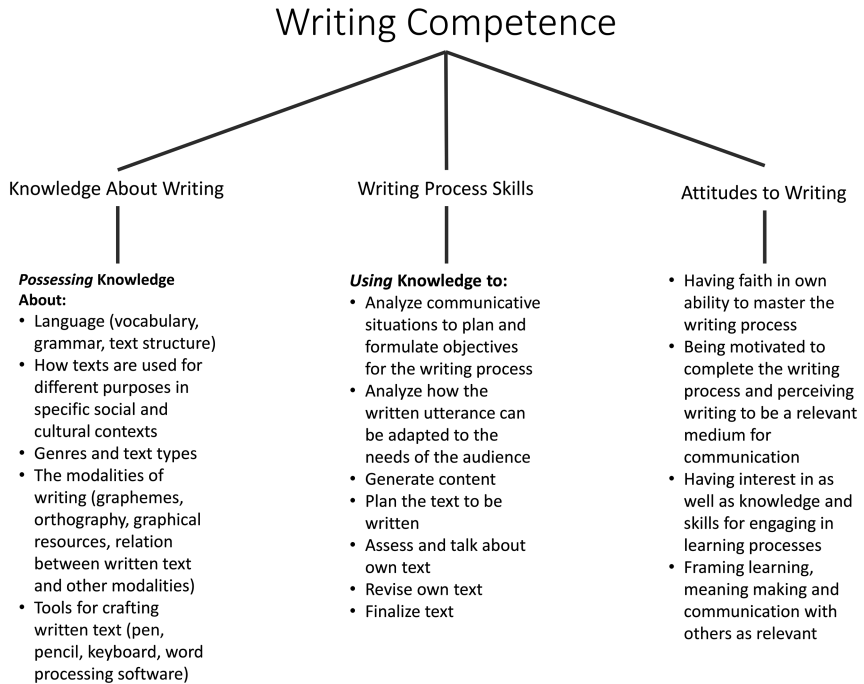 Writing Competence
Knowledge About Writing
Possessing Knowledge
About:
• Language (vocabulary,
grammar, text structure)
• How texts are used for
different purposes in
specific social and
cultural contexts
• Genres and text types
• The modalities of
writing (graphemes,
orthography, graphical
resources, relation
between written text
and other modalities)
• Tools for crafting
written text (pen,
pencil, keyboard, word
processing software)
Writing Process Skills
Using Knowledge to:
• Analyze communicative
situations to plan and
formulate objectives
for the writing process
• Analyze how the
written utterance can
be adapted to the
needs of the audience
• Generate content
• Plan the text to be
written
• Assess and talk about
own text
• Revise own text
• Finalize text
Attitudes to Writing
• Having faith in own
ability to master the
writing process
• Being motivated to
complete the writing
process and perceiving
writing to be a relevant
medium for
communication
• Having interest in as
well as knowledge and
skills for engaging in
learning processes
• Framing learning,
meaning making and
communication with
others as relevant